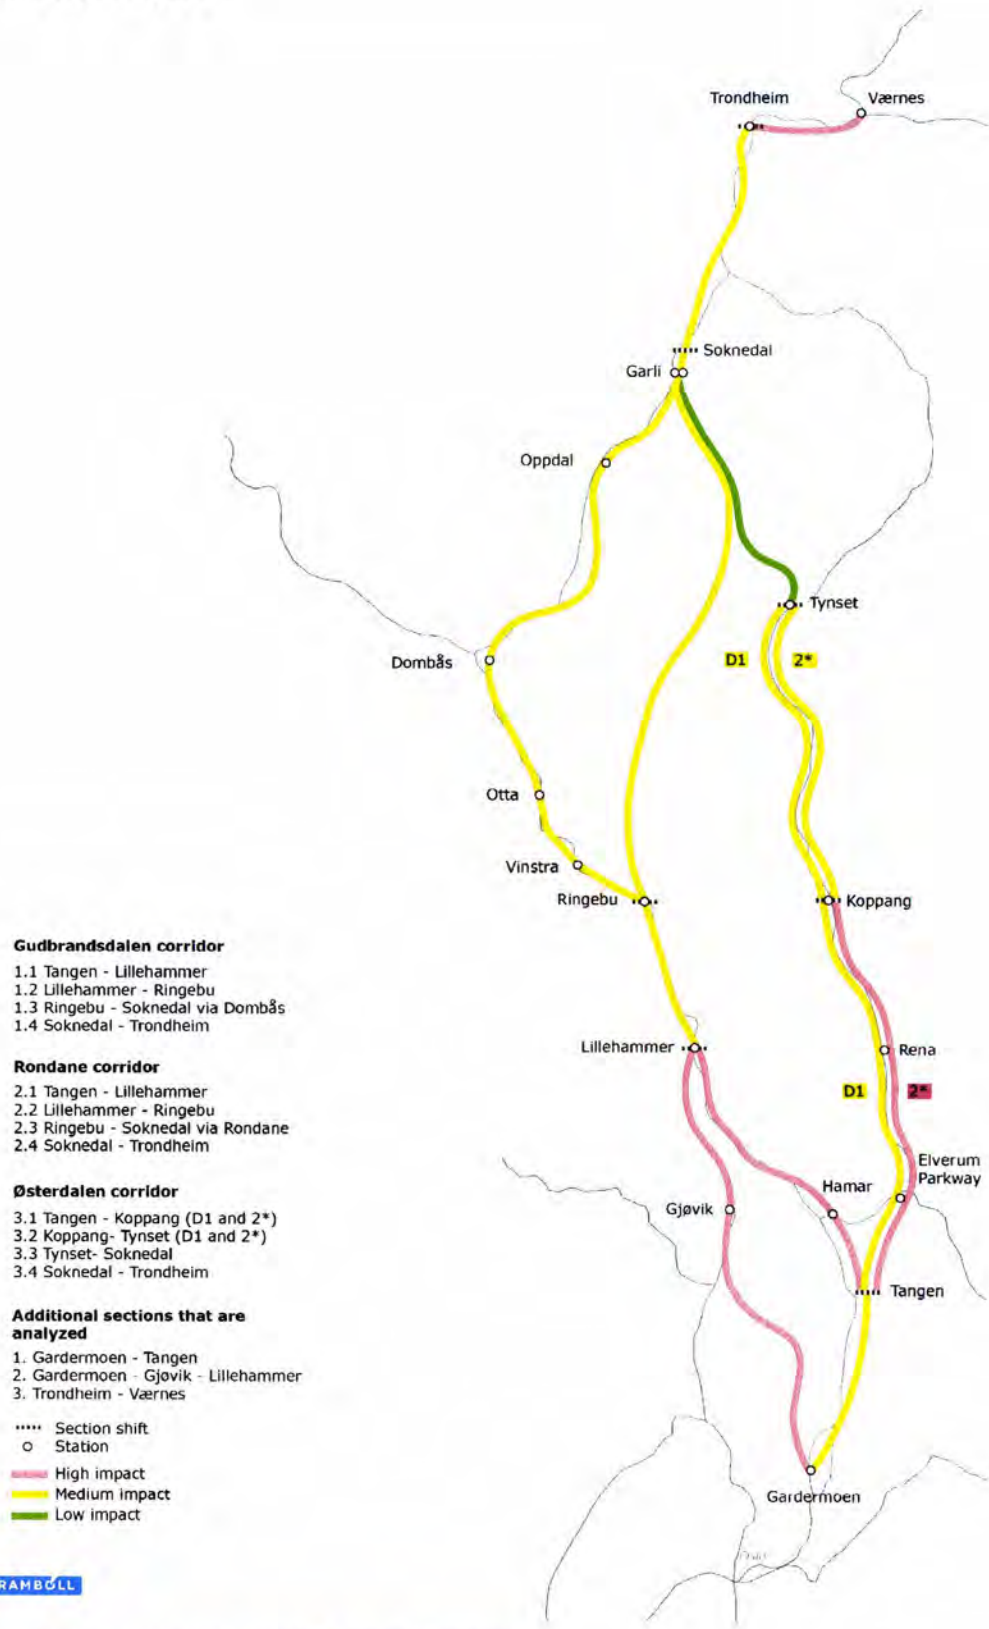 Trondheim
Værnes
Soknedal
Garli
Oppdal
Tynset
Dombås
D1
2*
Otta
Vinstra
Ringebu
Koppang
Gudbrandsdalen corridor
1.1 Tangen - Lillehammer
1.2 Lillehammer - Ringebu
1.3 Ringebu - Soknedal via Dombås
1.4 Soknedal - Trondheim
Lillehammer
Rena
Rondane corridor
2.1 Tangen - Lillehammer
2.2 Lillehammer - Ringebu
2.3 Ringebu - Soknedal via Rondane
2.4 Soknedal - Trondheim
D1
2*
Elverum
Parkway
Hamar
Gjøvik
Østerdalen corridor
3.1 Tangen - Koppang (D1 and 2*)
3.2 Koppang- Tynset (D1 and 2*)
3.3 Tynset- Soknedal
3.4 Soknedal - Trondheim
Tangen
Additional sections that are
analyzed
1. Gardermoen - Tangen
2. Gardermoen - Gjøvik - Lillehammer
3. Trondheim - Værnes
Section shift
Station
High impact
Medium impact
Low impact
Gardermoen
RAMBOLL